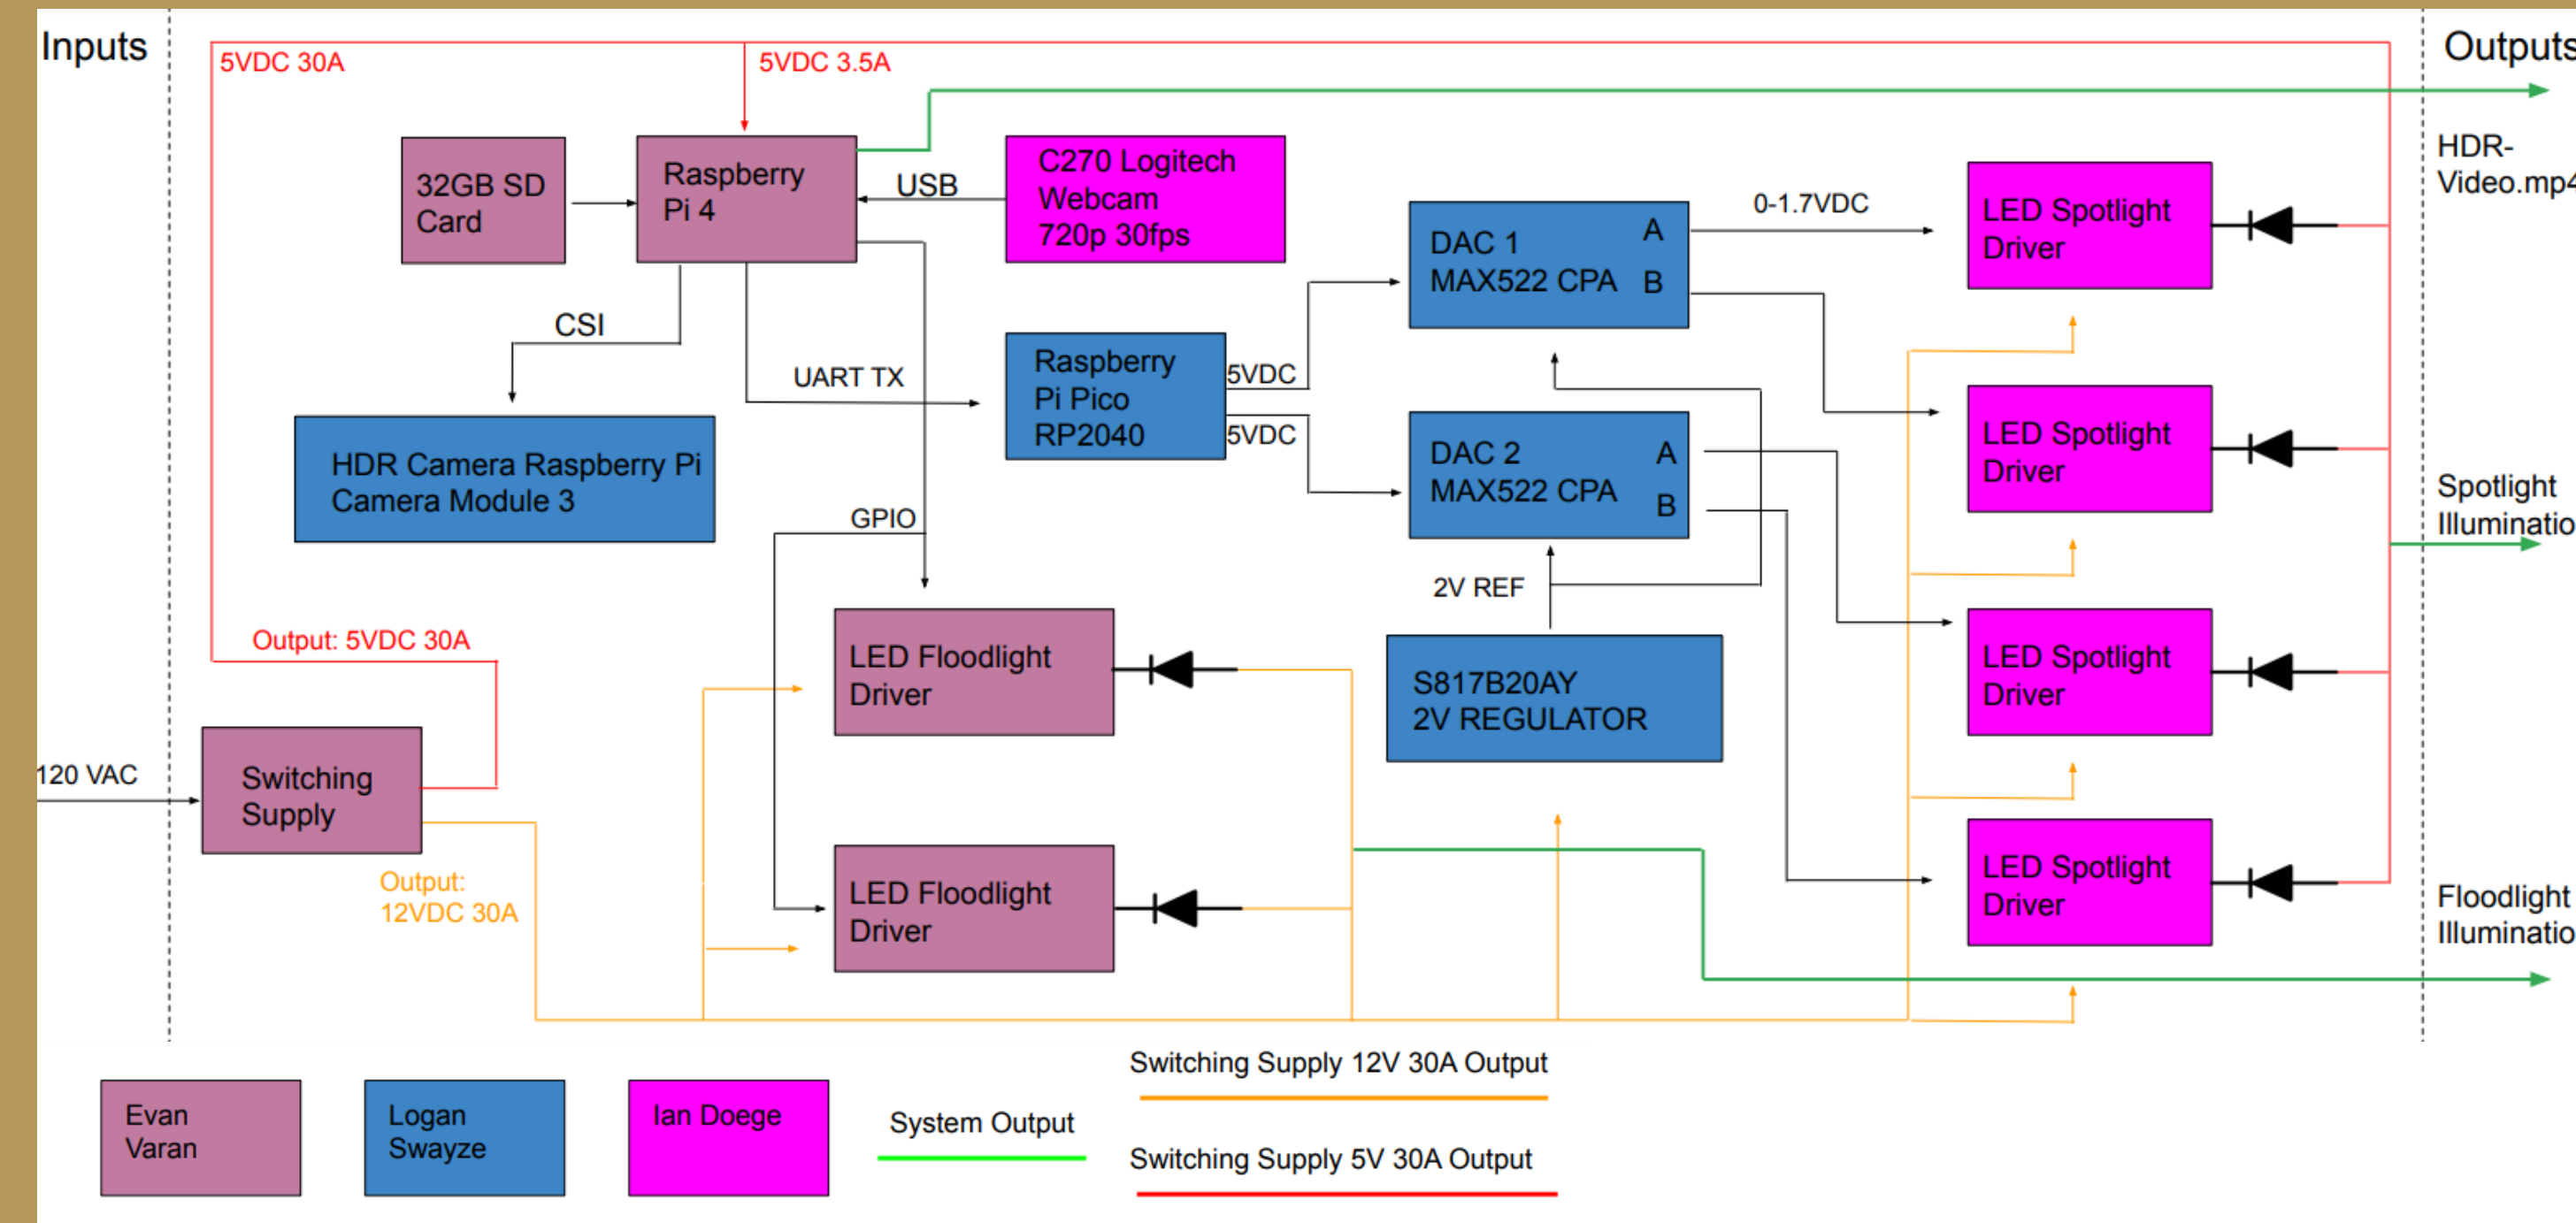 Inputs
Outputs
5VDC 30A
5VDC 3.5A
32GB SD
Card
Raspberry
Pi 4
USB
C270 Logitech
Webcam
720p 30fps
HDR-
Video.mp4
DAC 1
MAX522 CPA
A
B
0-1.7VDC
LED Spotlight
Driver
CSI
UART TX
Raspberry
Pi Pico
RP2040
5VDC
5VDC
HDR Camera Raspberry Pi
Camera Module 3
DAC 2
MAX522 CPA
A
B
LED Spotlight
Driver
Spotlight
Illuminatio
GPIO
2V REF
Output: 5VDC 30A
LED Floodlight
Driver
S817B20AY
2V REGULATOR
LED Spotlight
Driver
120 VAC
Switching
Supply
Output:
12VDC 30A
LED Floodlight
Driver
LED Spotlight
Driver
Floodlight
Illuminatio
Evan
Varan
Logan
Swayze
Ian Doege
System Output
Switching Supply 12V 30A Output
Switching Supply 5V 30A Output